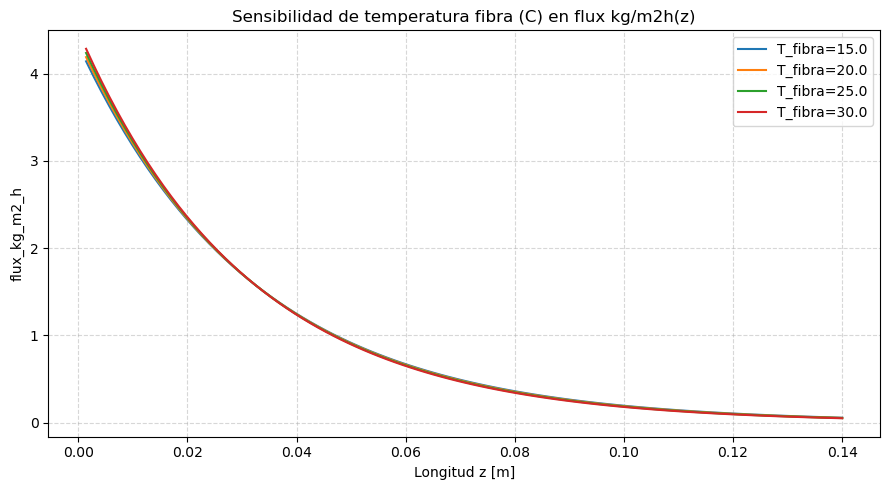 Sensibilidad de temperatura fibra (C) en flux kg/m2h(z)
T_fibra=15.0
T_fibra=20.0
T_fibra=25.0
T_fibra=30.0
flux_kg_m2_h
4
3
2
1
0
0.00 0.02 0.04 0.06 0.08 0.10 0.12 0.14
Longitud z [m]